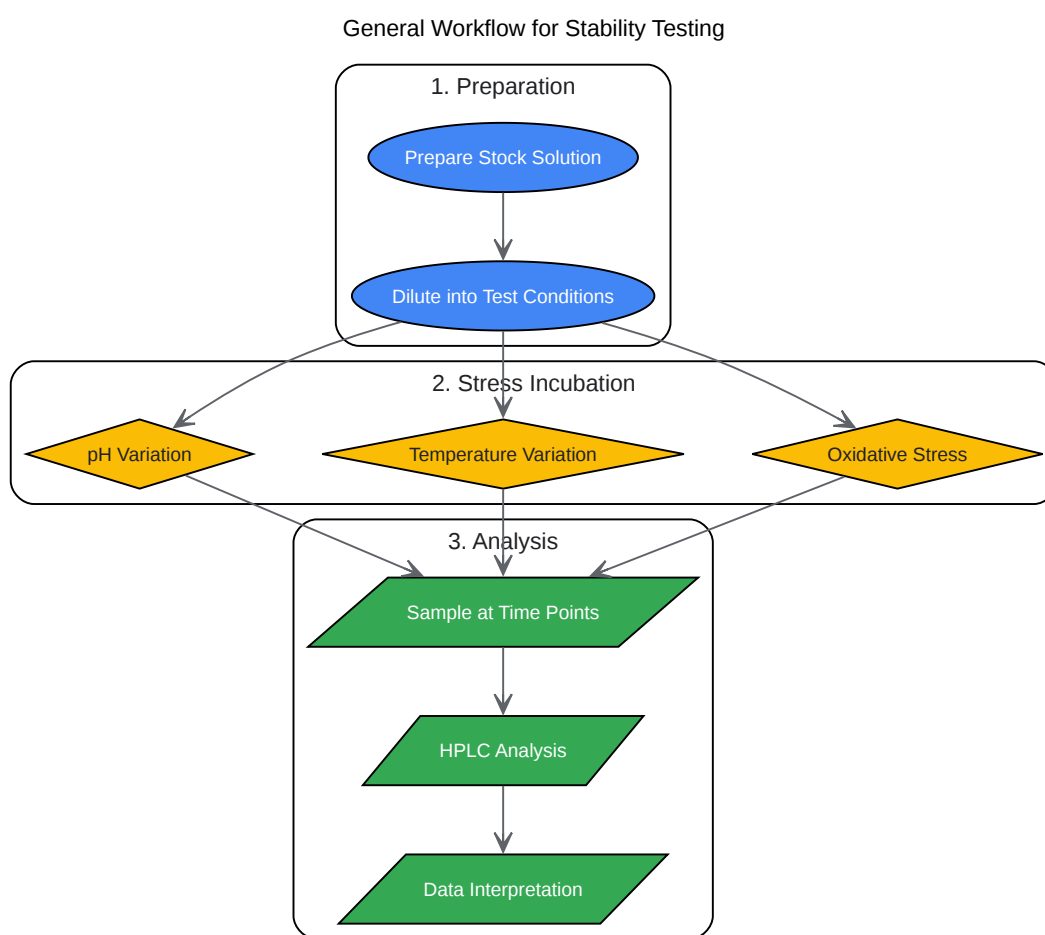 General Workflow for Stability Testing
1. Preparation
Prepare Stock Solution
Dilute into Test Conditions
2. Stress Incubation
pH Variation
Temperature Variation
Oxidative Stress
3. Analysis
Sample at Time Points
HPLC Analysis
Data Interpretation